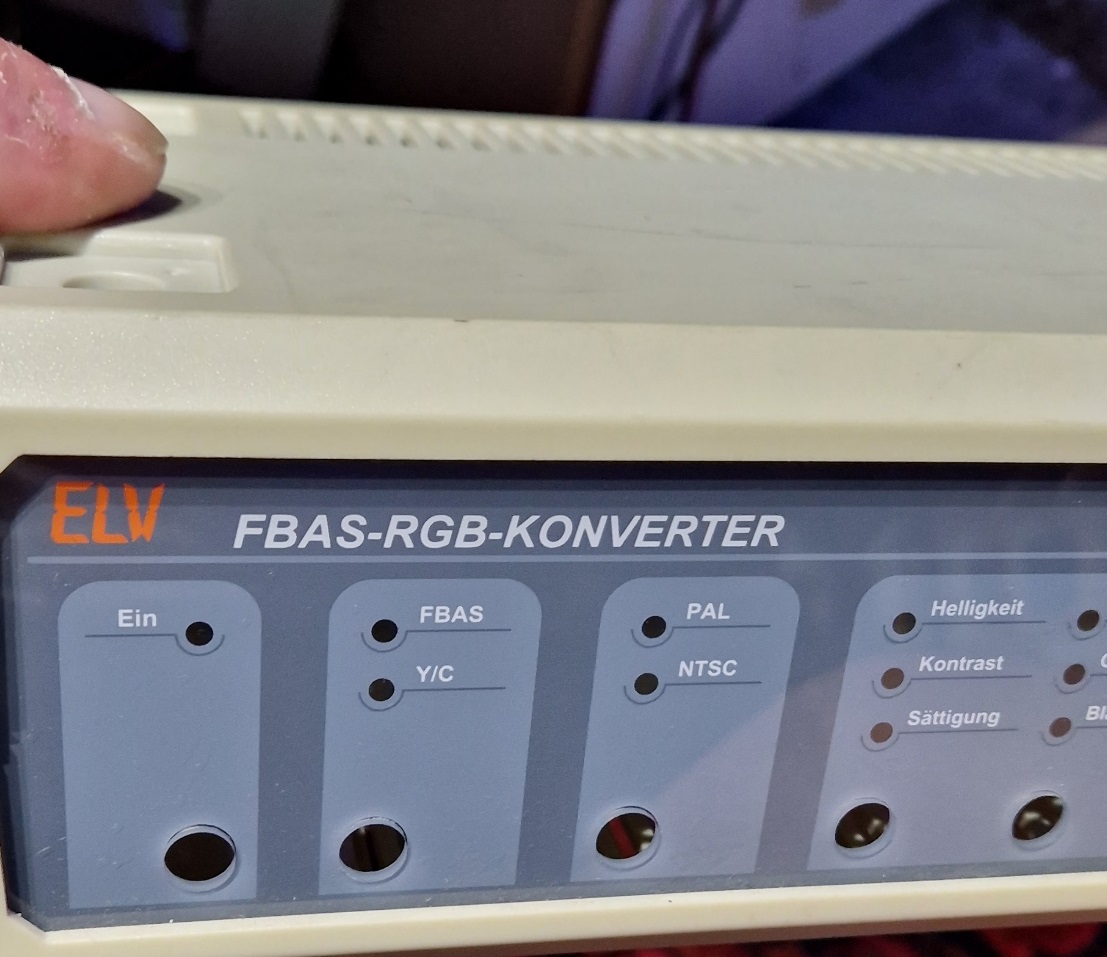 ELV
FBAS-RGB-KONVERTER
Ein
FBAS
Y/C
PAL
NTSC
Helligkeit
Kontrast
Sättigung